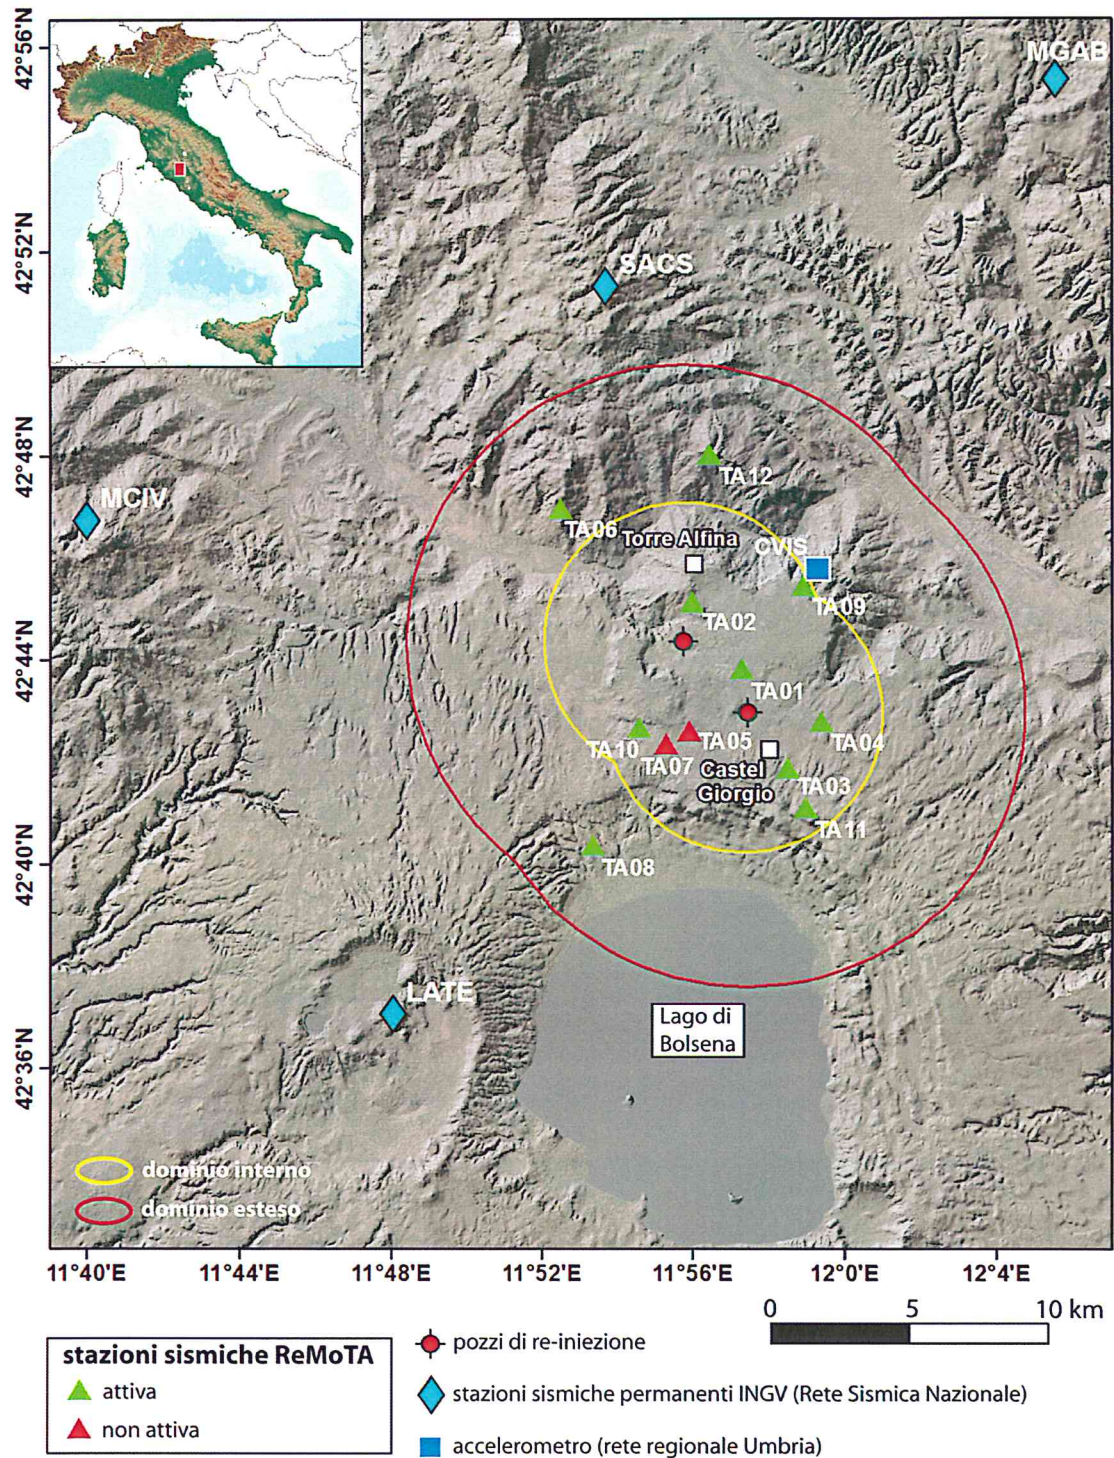 42°56'N
42°52'N
42°48'N
42°44'N
42°40'N
42°36'N
MGAB
SACS
MCIV
TA12
TA06
Torre Alfina
CVIS
TA09
TA02
TA01
TA10
TA05
TA07
TA04
Castel
Giorgio
TA03
TA11
TA08
LATE
Lago di
Bolsena
dominio interno
dominio esteso
11°40'E
11°44'E
11°48'E
11°52'E
11°56'E
12°0'E
12°4'E
0
5
10 km
stazioni sismiche ReMoTA
attiva
non attiva
pozzi di re-iniezione
stazioni sismiche permanenti INGV (Rete Sismica Nazionale)
accelerometro (rete regionale Umbria)